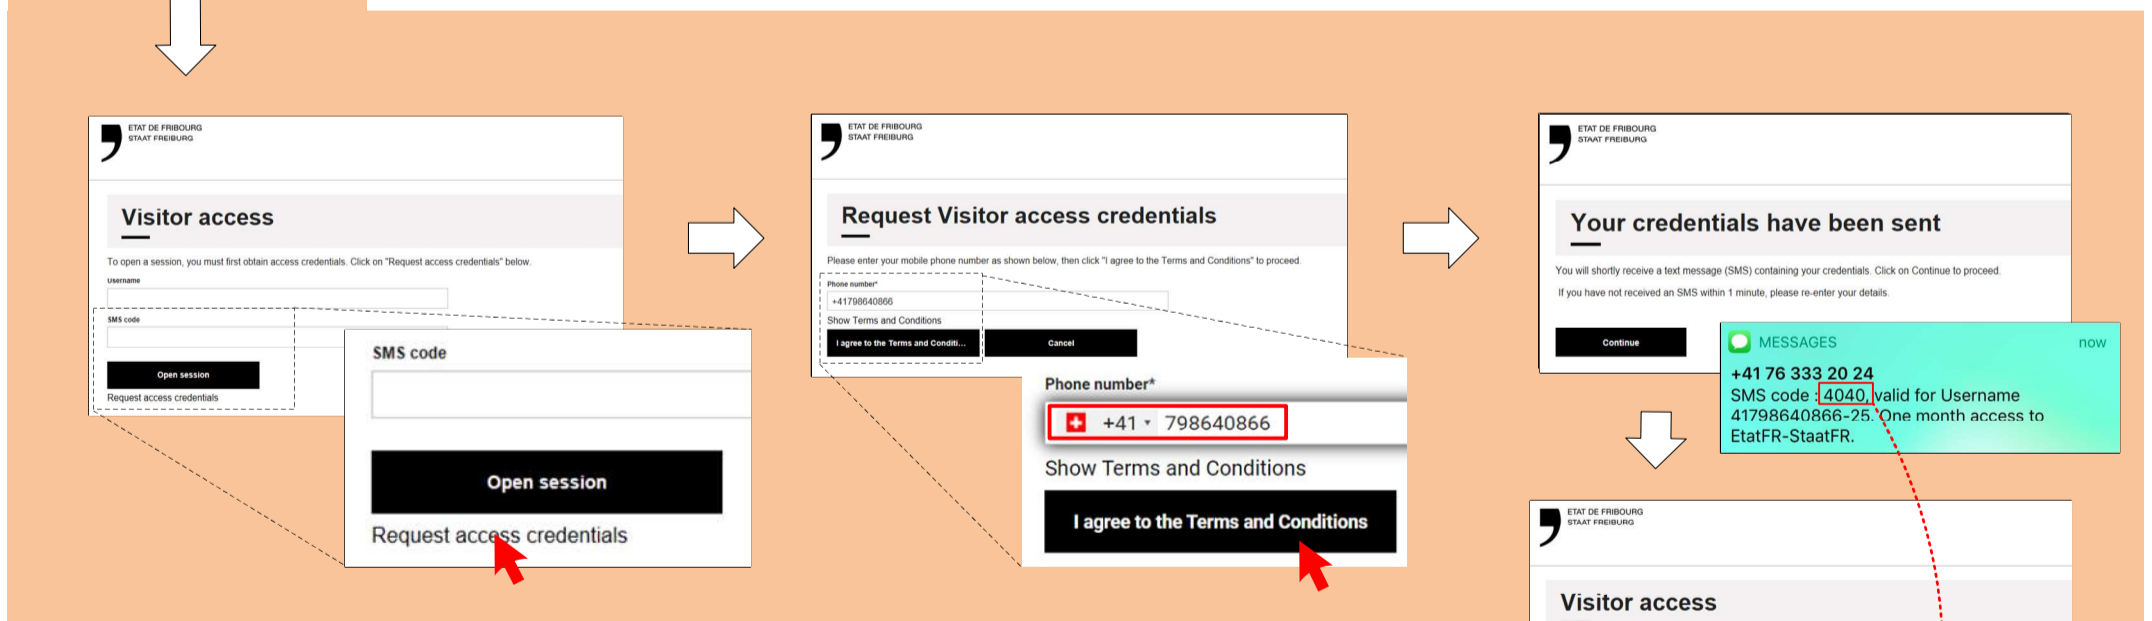 ETAT DE FRIBOURG
STAAT FREIBURG
Visitor access
To open a session, you must first obtain access credentials. Click on "Request access credentials" below.
Username
SMS code
Open session
Request access credentials
SMS code
Open session
Request access credentials
ETAT DE FRIBOURG
STAAT FREIBURG
Request Visitor access credentials
Please enter your mobile phone number as shown below, then click "I agree to the Terms and Conditions" to proceed.
Phone number*
+41798640866
Show Terms and Conditions
I agree to the Terms and Conditi...
Cancel
Phone number*
+41 798640866
Show Terms and Conditions
I agree to the Terms and Conditions
ETAT DE FRIBOURG
STAAT FREIBURG
Your credentials have been sent
You will shortly receive a text message (SMS) containing your credentials. Click on Continue to proceed.
If you have not received an SMS within 1 minute, please re-enter your details.
Continue
MESSAGES now
+41 76 333 20 24
SMS code : 4040, valid for Username
41798640866-25. One month access to
EtatFR-StaatFR.
ETAT DE FRIBOURG
STAAT FREIBURG
Visitor access